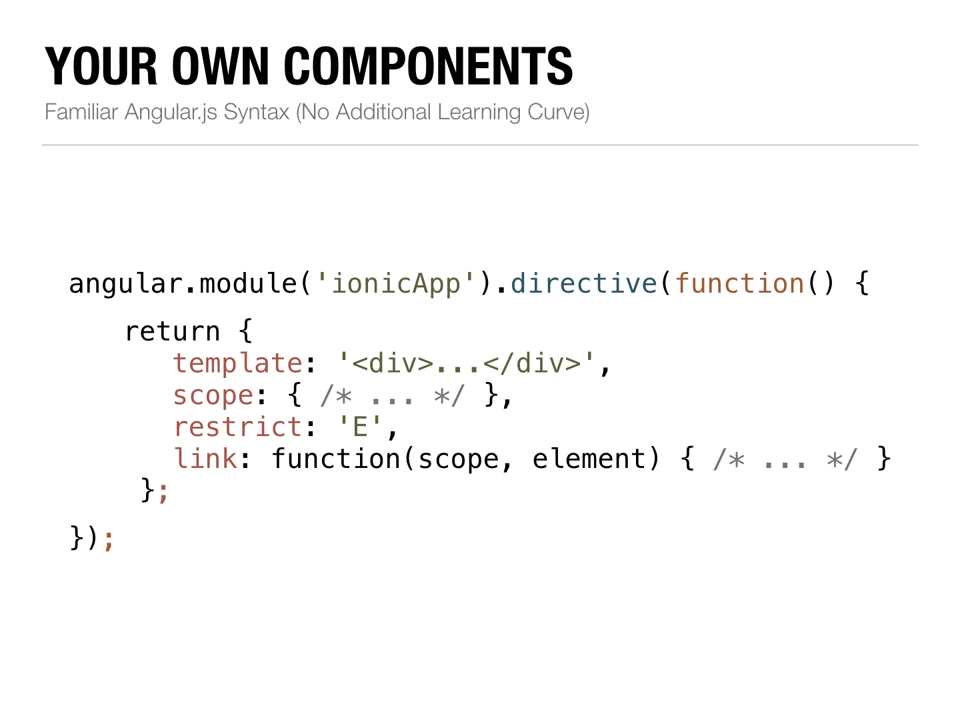 YOUR OWN COMPONENTS
Familiar Angular.js Syntax (No Additional Learning Curve)
angular.module('ionicApp').directive(function() {
return {
template: '<div>...</div>',
scope: { /* ... */ },
restrict: 'E',
link: function(scope, element) { /* ... */ }
};
});